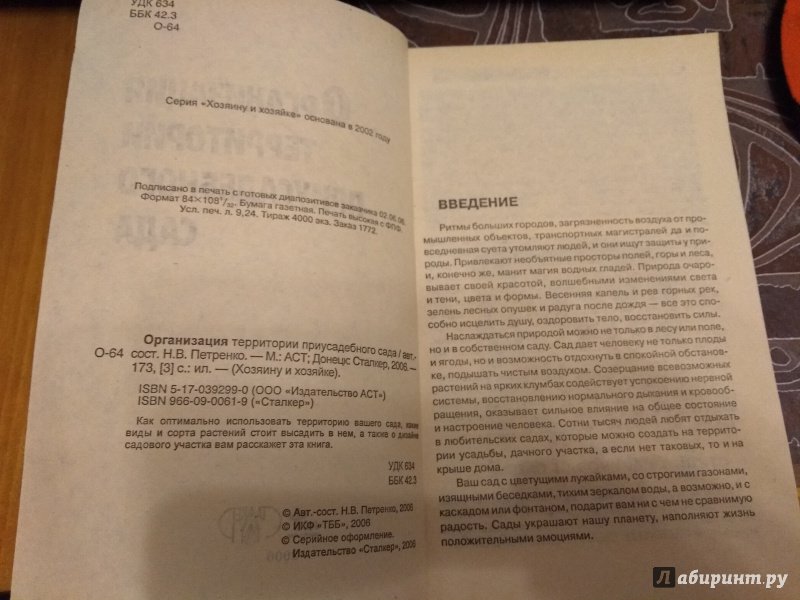 УДК 634
ББК 42.3
О-64
Серия «Хозяину и хозяйке» основана в 2002 году
Подписано в печать с готовых диапозитивов заказчика 02.06.06.
Формат 84×108¹/₃₂. Бумага газетная. Печать высокая с ФПФ.
Усл. печ. л. 9,24. Тираж 4000 экз. Заказ 1772.
Организация территории приусадебного сада / авт.-
О-64 сост. Н.В. Петренко. — М.: АСТ; Донецк: Сталкер, 2006. —
173, [3] с.: ил. — (Хозяину и хозяйке).
ISBN 5-17-039299-0 (ООО «Издательство АСТ»)
ISBN 966-09-0061-9 («Сталкер»)
Как оптимально использовать территорию вашего сада, какие
виды и сорта растений стоит высадить в нем, а также о дизайне
садового участка вам расскажет эта книга.
УДК 634
ББК 42.3
© Авт.-сост. Н.В. Петренко, 2006
© ИКФ «ТББ», 2006
© Серийное оформление.
Издательство «Сталкер», 2006
ВВЕДЕНИЕ
Ритмы больших городов, загрязненность воздуха от про-
мышленных объектов, транспортных магистралей да и по-
вседневная суета утомляют людей, и они ищут защиты у при-
роды. Привлекают необъятные просторы полей, горы и леса,
и, конечно же, манит магия водных гладей. Природа очаро-
вывает своей красотой, волшебными изменениями света
и тени, цвета и формы. Весенняя капель и рев горных рек,
зелень лесных опушек и радуга после дождя — все это спо-
собно исцелить душу, оздоровить тело, восстановить силы.
Наслаждаться природой можно не только в лесу или поле,
но и в собственном саду. Сад дает человеку не только плоды
и ягоды, но и возможность отдохнуть в спокойной обстанов-
ке, подышать чистым воздухом. Созерцание всевозможных
растений на ярких клумбах содействует успокоению нервной
системы, восстановлению нормального дыхания и кровооб-
ращения, оказывает сильное влияние на общее состояние
и настроение человека. Сотни тысяч людей любят отдыхать
в любительских садах, которые можно создать на террито-
рии усадьбы, дачного участка, а если нет таковых, то и на
крыше дома.
Ваш сад с цветущими лужайками, со строгими газонами,
изящными беседками, тихим зеркалом воды, а возможно, и с
каскадом или фонтаном, подарит вам ни с чем не сравнимую
радость. Сады украшают нашу планету, наполняют жизнь
положительными эмоциями.
Лабиринт.ру